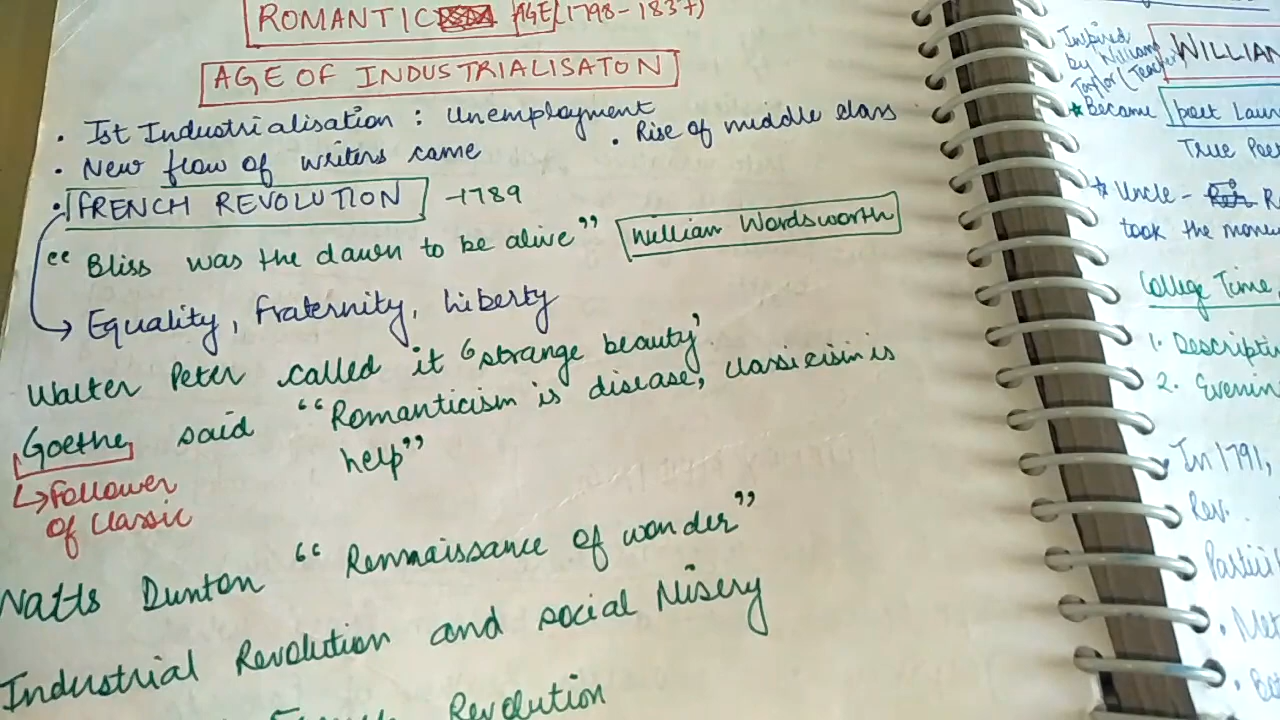 ROMANTIC AGE (1798-1837)
AGE OF INDUSTRIALISATON
. Ist Industrialisation : Unemployment
. Rise of middle class
. New flow of writers came
. FRENCH REVOLUTION -1789
"Bliss was the dawn to be alive" William Wordsworth
→ Equality, Fraternity, Liberty
Walter Peter called it 'strange beauty'
Goethe said "Romanticism is disease, classicism is
help"
↳ Follower
of Classic
Watts Dunton "Rennaissance of wonder"
Industrial Revolution and social Misery
Revolution
Inspired
by William
Taylor (Teacher)
WILLIAM
★ Became poet Laur
True Poe
★ Uncle - R
took the mone
College Time
1. Descripti
2. Evenin
In 1791,
Rev.
Partici
. Met